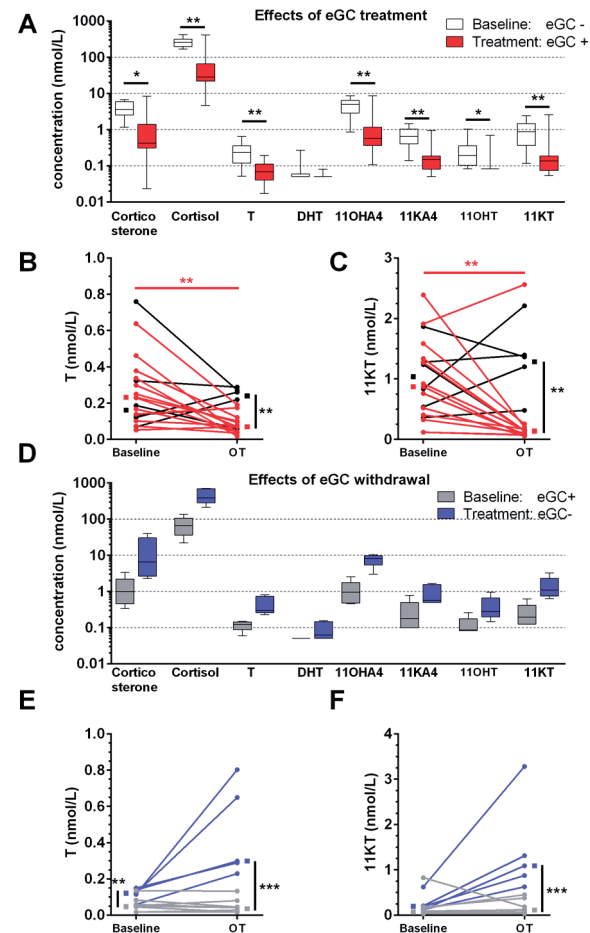 A
Effects of eGC treatment
Baseline: eGC -
Treatment: eGC +
concentration (nmol/L)
1000
100
10
1
0.1
0.01
*
**
**
**
**
*
**
Cortico
sterone
Cortisol
T
DHT
11OHA4
11KA4
11OHT
11KT
B
T (nmol/L)
1.0
0.8
0.6
0.4
0.2
0.0
**
**
Baseline
OT
C
11KT (nmol/L)
3
2
1
0
**
**
Baseline
OT
D
Effects of eGC withdrawal
Baseline: eGC+
Treatment: eGC-
concentration (nmol/L)
1000
100
10
1
0.1
0.01
Cortico
sterone
Cortisol
T
DHT
11OHA4
11KA4
11OHT
11KT
E
T (nmol/L)
1.0
0.8
0.6
0.4
0.2
0.0
**
***
Baseline
OT
F
11KT (nmol/L)
4
3
2
1
0
***
Baseline
OT